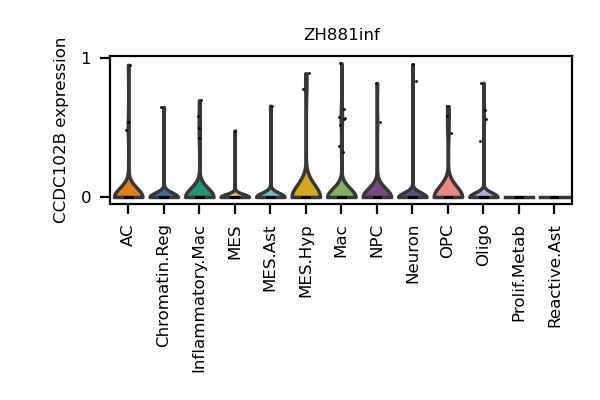 ZH881inf
CCDC102B expression
1
0
AC
Chromatin.Reg
Inflammatory.Mac
MES
MES.Ast
MES.Hyp
Mac
NPC
Neuron
OPC
Oligo
Prolif.Metab
Reactive.Ast